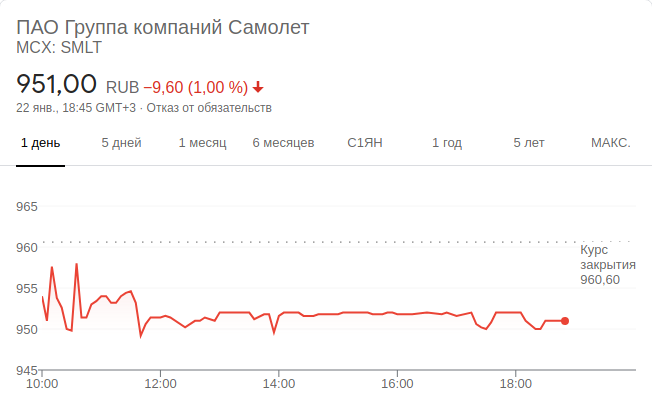 ПАО Группа компаний Самолет
MCX: SMLT
951,00 RUB −9,60 (1,00 %)
22 янв., 18:45 GMT+3 · Отказ от обязательств
1 день 5 дней 1 месяц 6 месяцев С1ЯН 1 год 5 лет МАКС.
965
960
Курс
закрытия
960,60
955
950
945
10:00 12:00 14:00 16:00 18:00